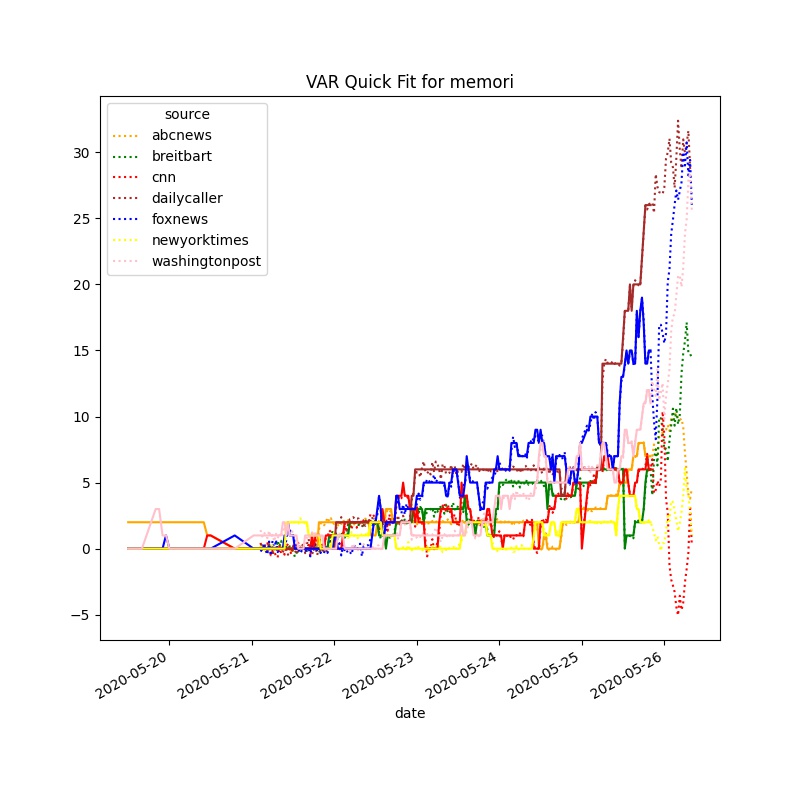 VAR Quick Fit for memori
source
abcnews
breitbart
cnn
dailycaller
foxnews
newyorktimes
washingtonpost
30
25
20
15
10
5
0
−5
2020-05-20
2020-05-21
2020-05-22
2020-05-23
2020-05-24
2020-05-25
2020-05-26
date